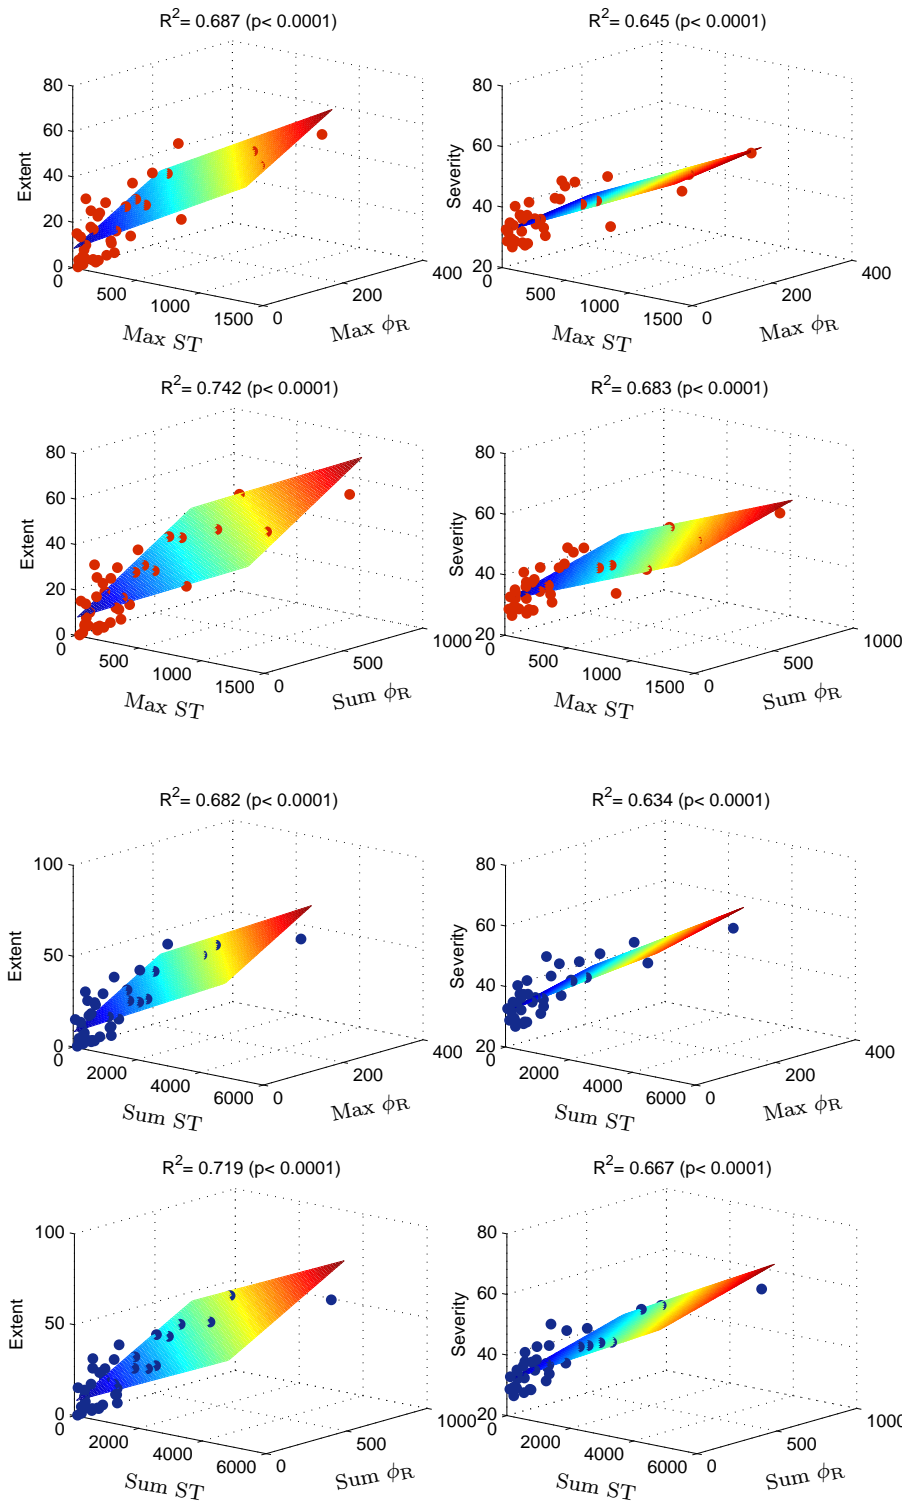 R2= 0.687 (p< 0.0001)
80
60
40
20
0
Extent
0
500
1000
1500
Max ST
0
200
400
Max ϕR
R2= 0.645 (p< 0.0001)
80
60
40
20
Severity
0
500
1000
1500
Max ST
0
200
400
Max ϕR
R2= 0.742 (p< 0.0001)
80
60
40
20
0
Extent
0
500
1000
1500
Max ST
0
500
1000
Sum ϕR
R2= 0.683 (p< 0.0001)
80
60
40
20
Severity
0
500
1000
1500
Max ST
0
500
1000
Sum ϕR
R2= 0.682 (p< 0.0001)
100
50
0
Extent
0
2000
4000
6000
Sum ST
0
200
400
Max ϕR
R2= 0.634 (p< 0.0001)
80
60
40
20
Severity
0
2000
4000
6000
Sum ST
0
200
400
Max ϕR
R2= 0.719 (p< 0.0001)
100
50
0
Extent
0
2000
4000
6000
Sum ST
0
500
1000
Sum ϕR
R2= 0.667 (p< 0.0001)
80
60
40
20
Severity
0
2000
4000
6000
Sum ST
0
500
1000
Sum ϕR